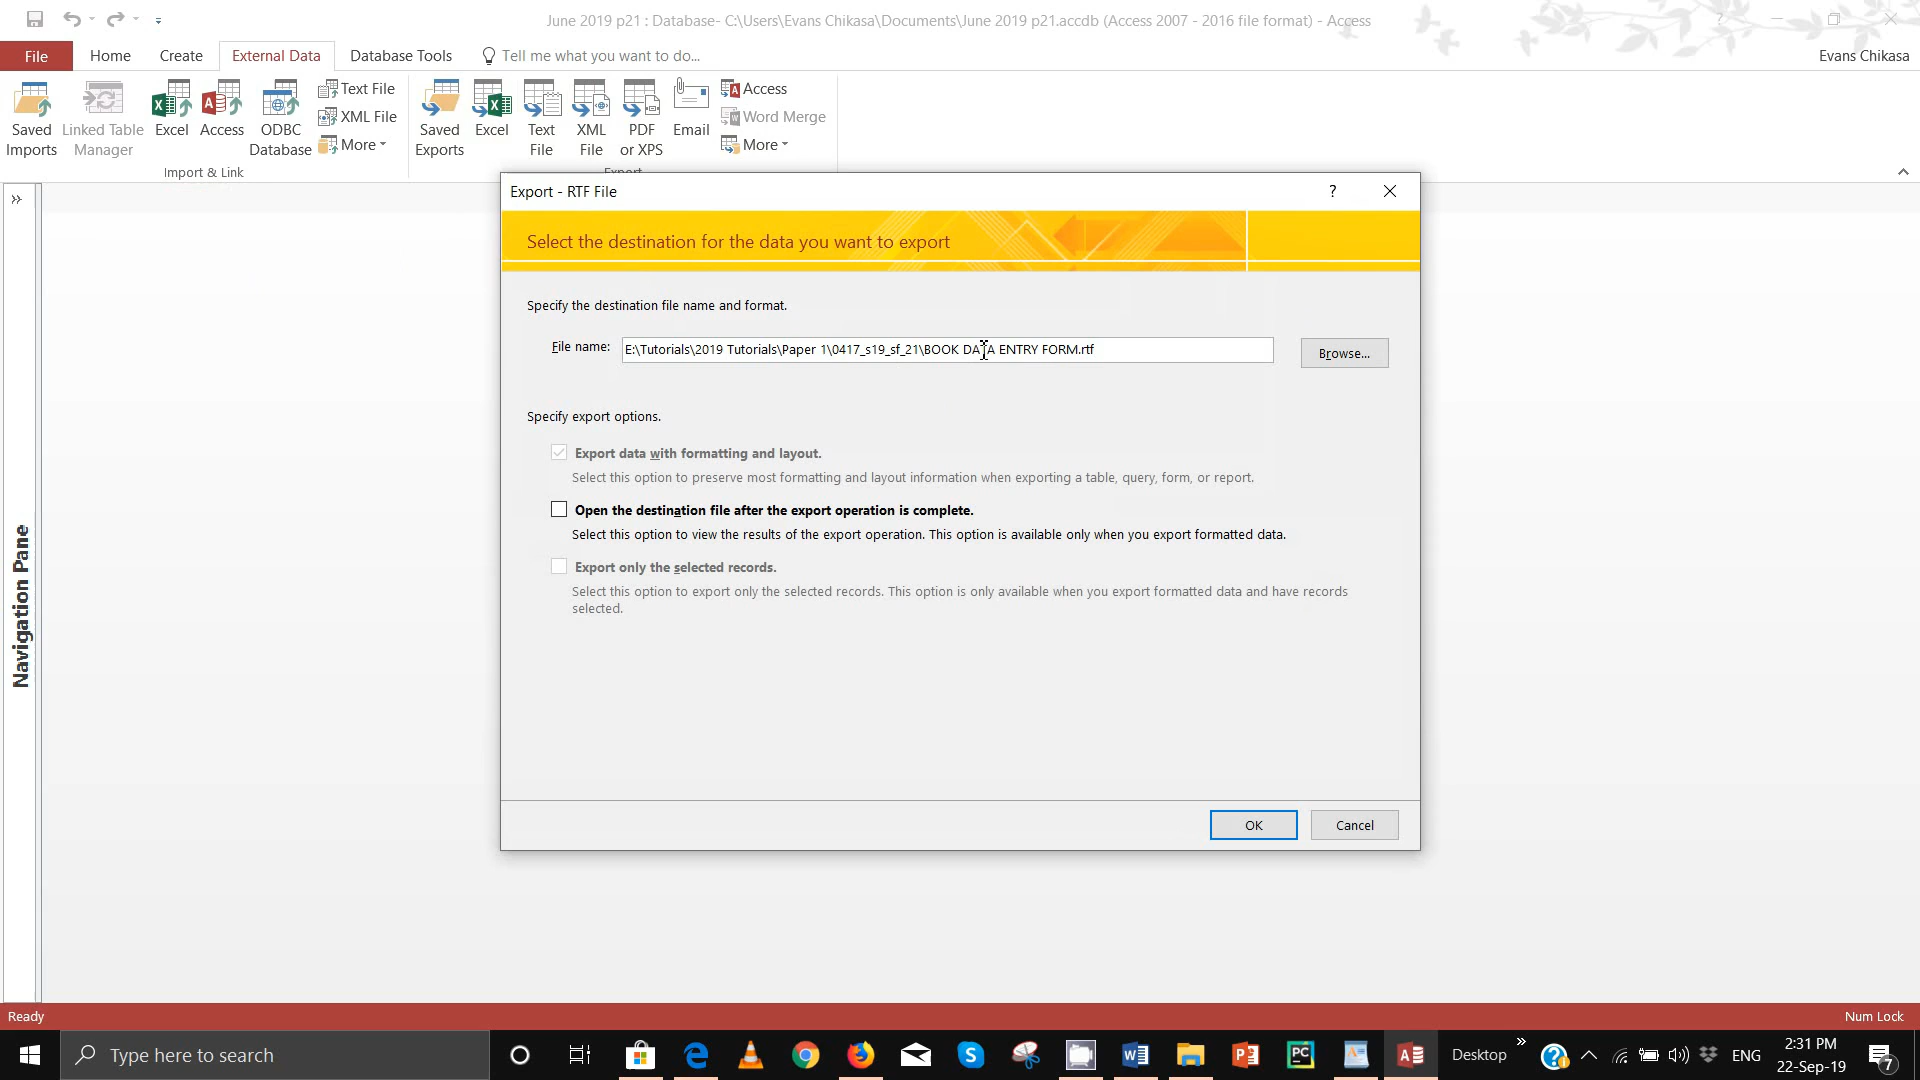 June 2019 p21 : Database- C:\Users\Evans Chikasa\Documents\June 2019 p21.accdb (Access 2007 - 2016 file format) - Access
File Home Create External Data Database Tools Tell me what you want to do... Evans Chikasa
Saved Imports
Linked Table Manager
Excel
Access
ODBC Database
Text File
XML File
More
Import & Link
Saved Exports
Excel
Text File
XML File
PDF or XPS
Email
Access
Word Merge
More
Export
Export - RTF File
?
Select the destination for the data you want to export
Specify the destination file name and format.
File name: E:\Tutorials\2019 Tutorials\Paper 1\0417_s19_sf_21\BOOK DATA ENTRY FORM.rtf Browse...
Specify export options.
Export data with formatting and layout.
Select this option to preserve most formatting and layout information when exporting a table, query, form, or report.
Open the destination file after the export operation is complete.
Select this option to view the results of the export operation. This option is available only when you export formatted data.
Export only the selected records.
Select this option to export only the selected records. This option is only available when you export formatted data and have records
selected.
OK Cancel
Navigation Pane
Ready Num Lock
Type here to search
Desktop
ENG
2:31 PM
22-Sep-19
7